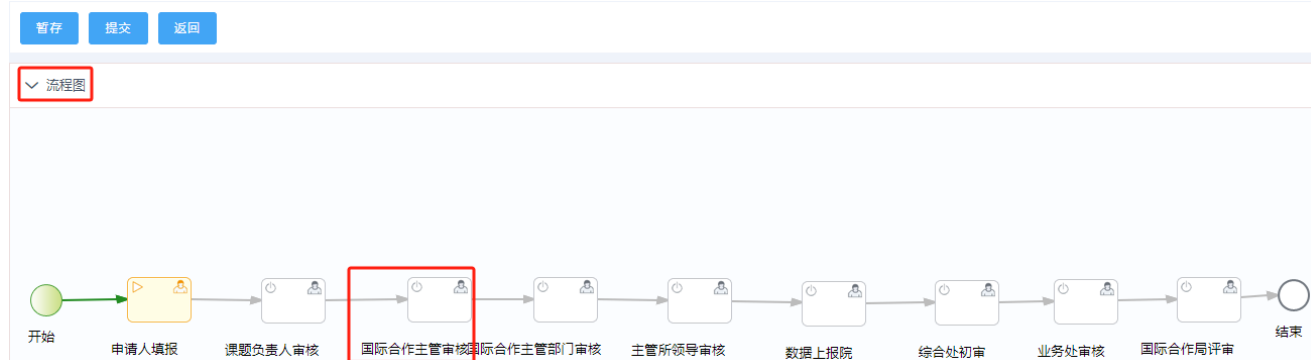 暂存 提交 返回
流程图
开始 申请人填报 课题负责人审核 国际合作主管审核 国际合作主管部门审核 主管所领导审核 数据上报院 综合处初审 业务处审核 国际合作局评审 结束